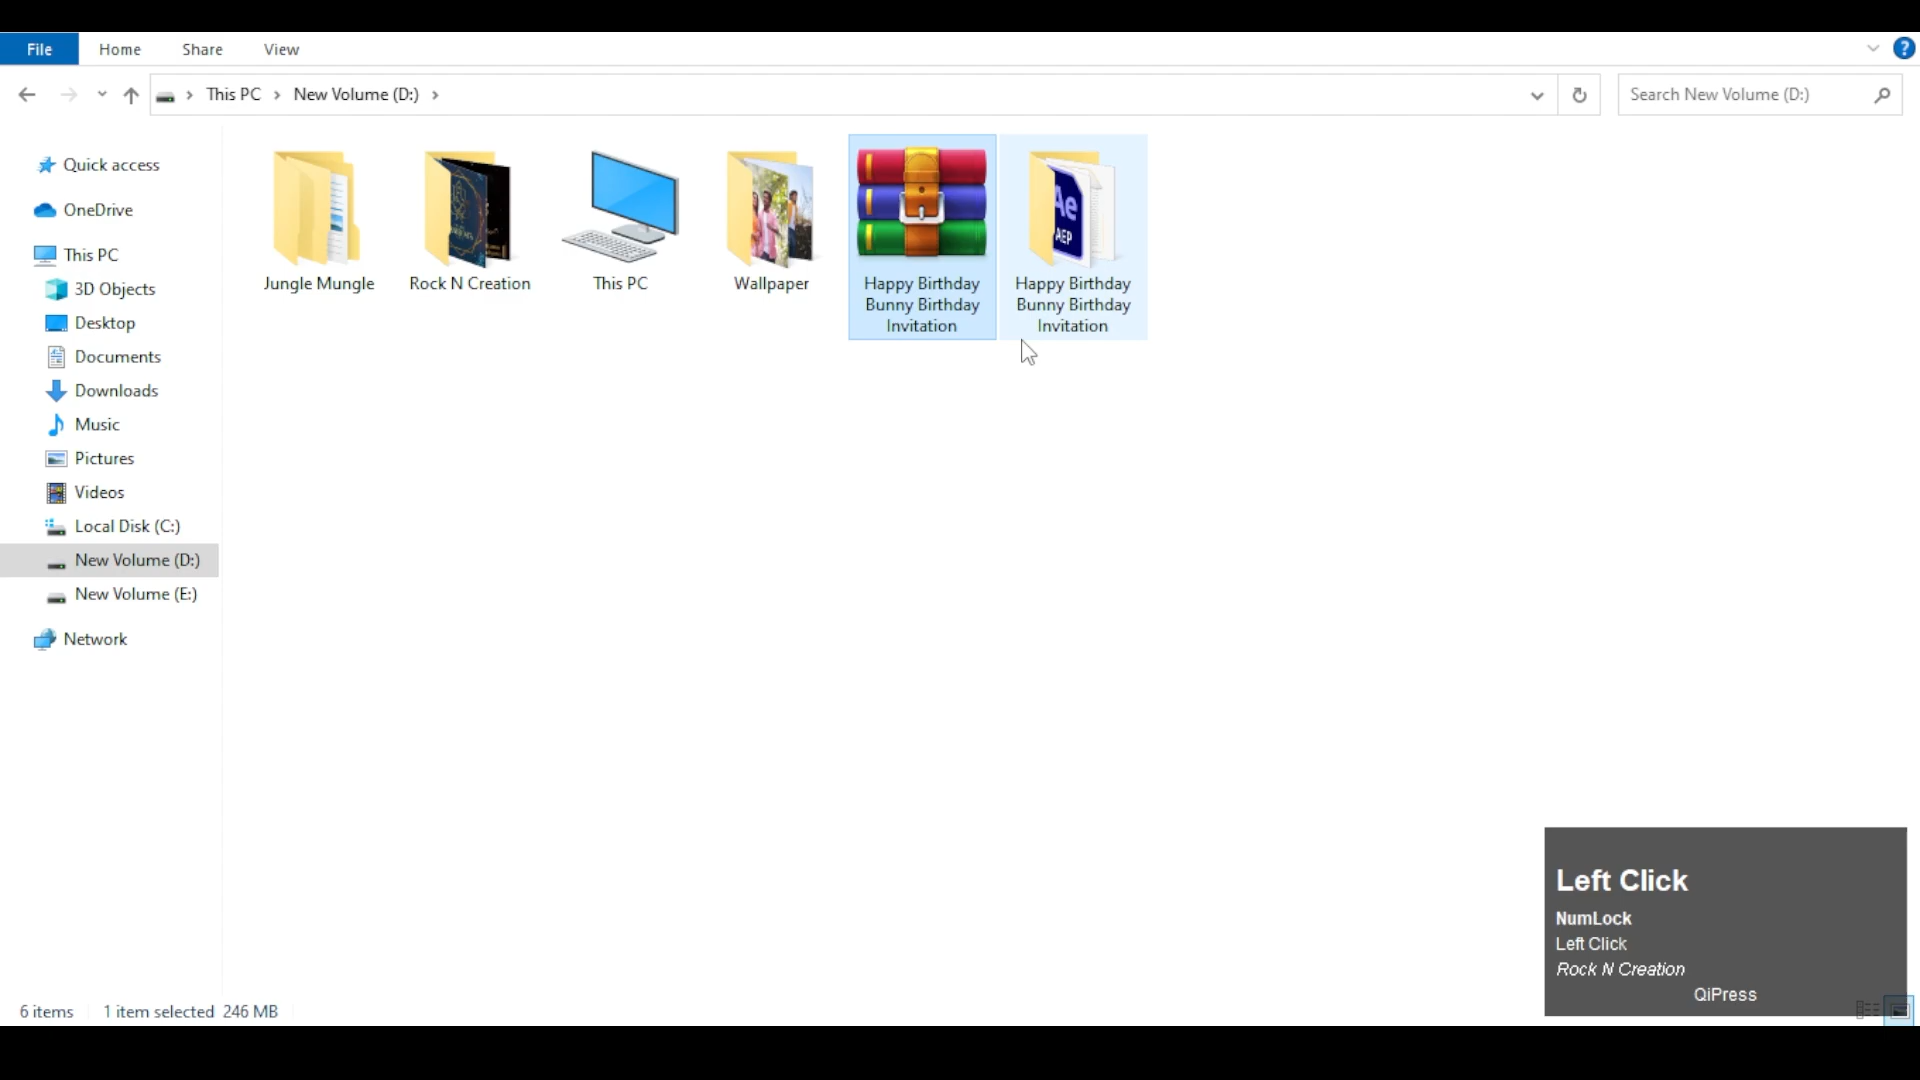 File Home Share View
This PC New Volume (D:)
Search New Volume (D:)
Quick access
OneDrive
This PC
3D Objects
Desktop
Documents
Downloads
Music
Pictures
Videos
Local Disk (C:)
New Volume (D:)
New Volume (E:)
Network
Jungle Mungle
Rock N Creation
This PC
Wallpaper
Happy Birthday
Bunny Birthday
Invitation
Ae
AEP
Happy Birthday
Bunny Birthday
Invitation
Left Click
NumLock
Left Click
Rock N Creation
QiPress
6 items 1 item selected 246 MB